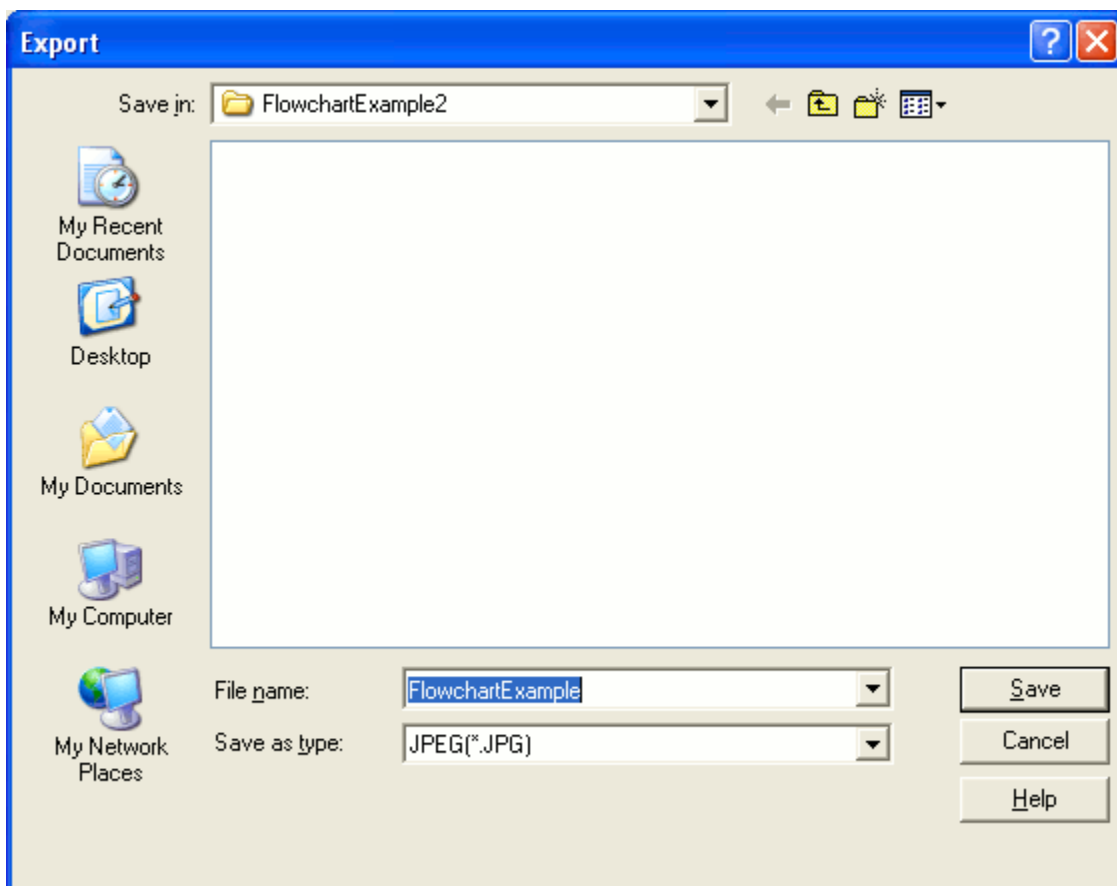 Export
Save in:
FlowchartExample2
My Recent
Documents
Desktop
My Documents
My Computer
My Network
Places
File name:
FlowchartExample
Save
Save as type:
JPEG(*.JPG)
Cancel
Help